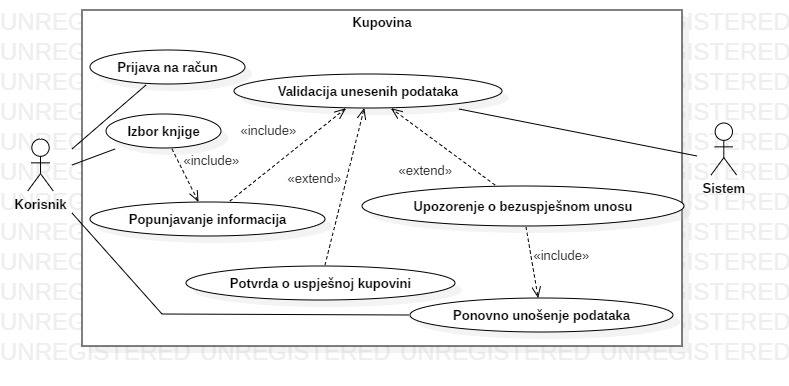 Kupovina
Prijava na račun
Validacija unesenih podataka
Izbor knjige
«include»
«include»
«extend»
«extend»
Korisnik
Sistem
Popunjavanje informacija
Upozorenje o bezuspješnom unosu
«include»
Potvrda o uspješnoj kupovini
Ponovno unošenje podataka
UNREGISTERED UNREGISTERED UNREGISTERED UNREGISTERED